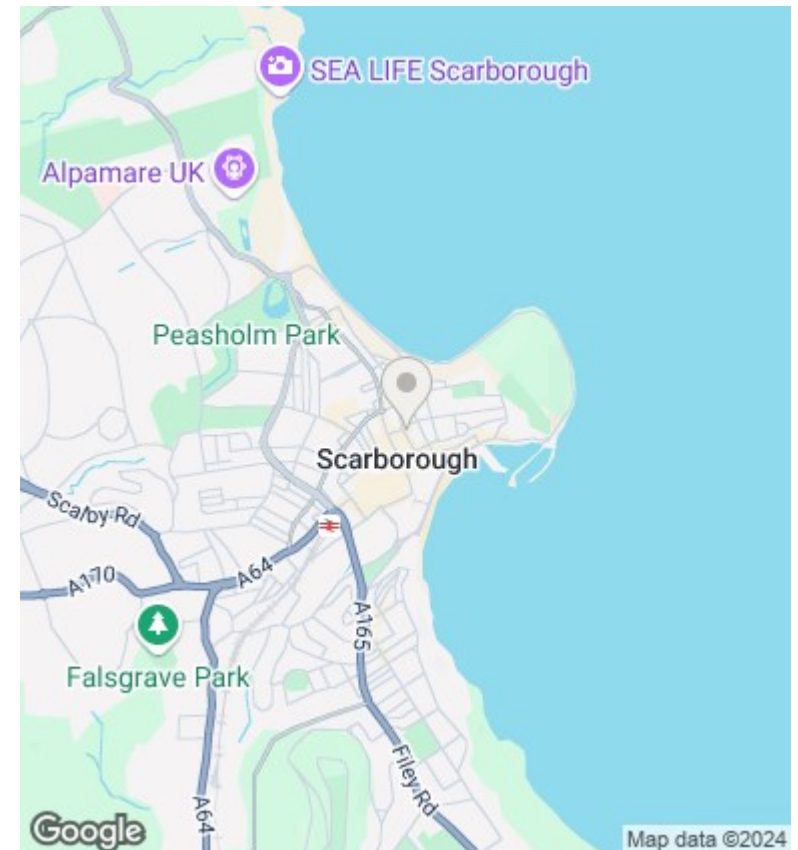 SEA LIFE Scarborough
Alpamare UK
Peasholm Park
Scarborough
Scalby Rd
A64
A170
A165
Falsgrave Park
Filey Rd
A64
Google
Map data ©2024